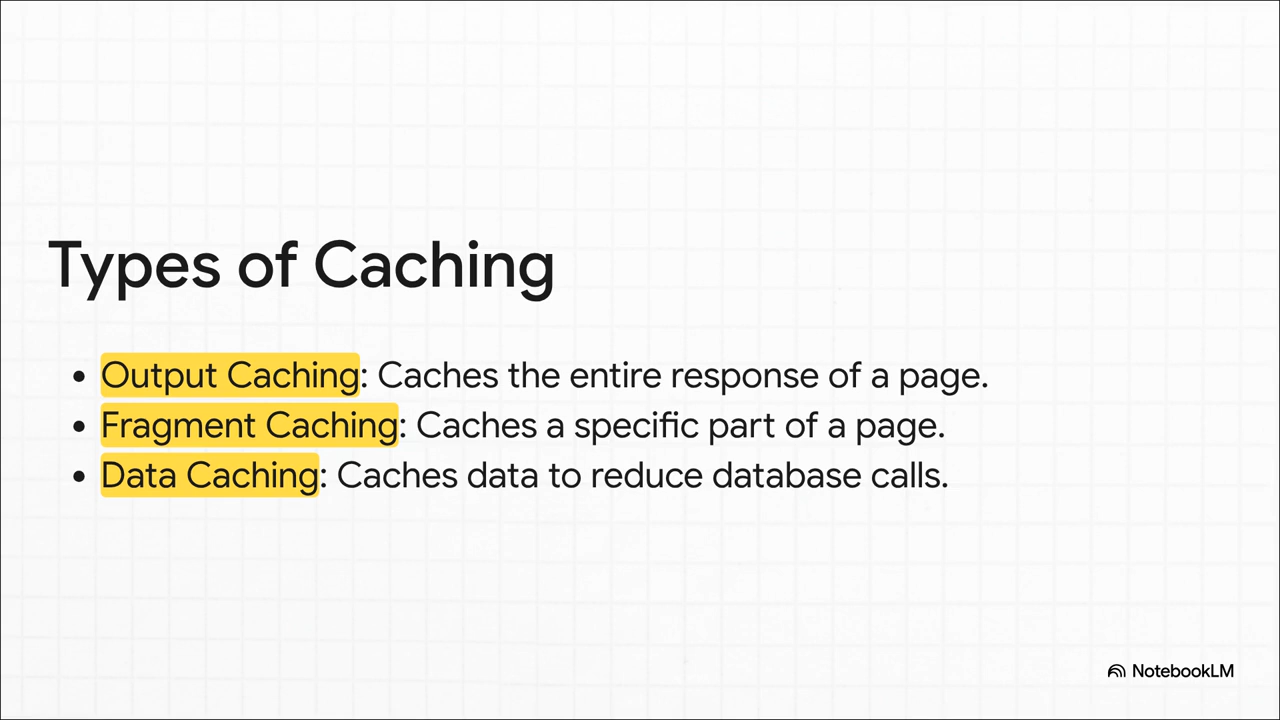 Types of Caching
• Output Caching: Caches the entire response of a page.
• Fragment Caching: Caches a specific part of a page.
• Data Caching: Caches data to reduce database calls.
NotebookLM